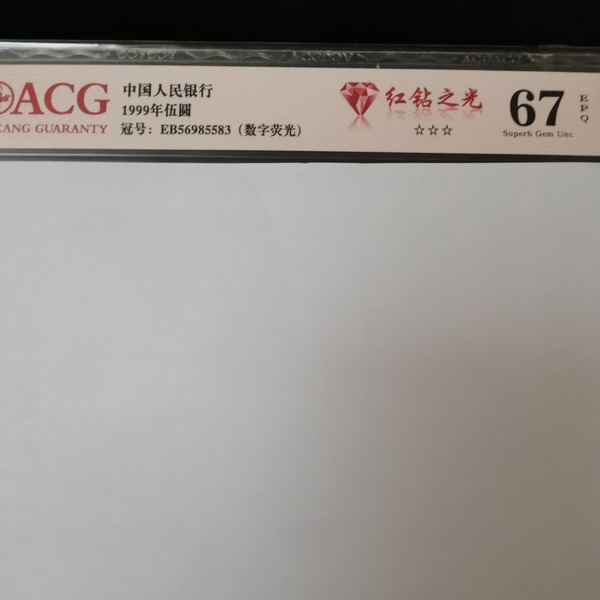 ACG
CANG GUARANTY
中国人民银行
1999年伍圆
冠号：EB56985583（数字荧光）
红钻之光
☆☆☆
67
EPQ
Superb Gem Unc